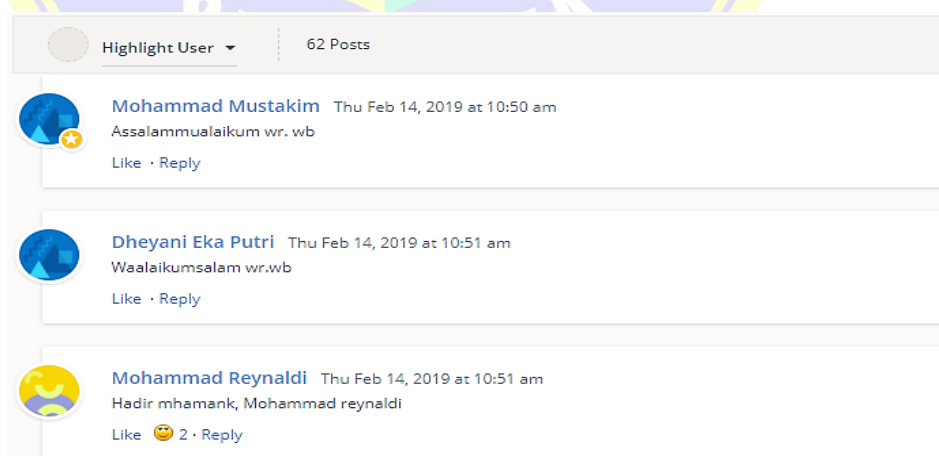 Highlight User
62 Posts
Mohammad Mustakim Thu Feb 14, 2019 at 10:50 am
Assalammualaikum wr. wb
Like · Reply
Dheyani Eka Putri Thu Feb 14, 2019 at 10:51 am
Waalaikumsalam wr.wb
Like · Reply
Mohammad Reynaldi Thu Feb 14, 2019 at 10:51 am
Hadir mhamank, Mohammad reynaldi
Like 2 · Reply